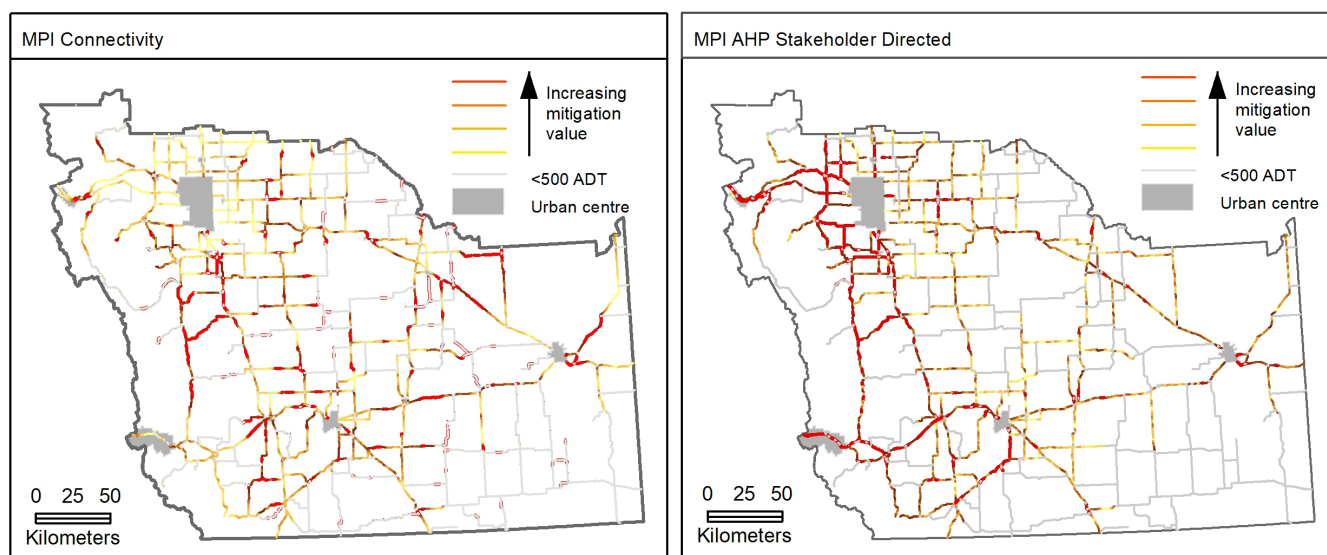 MPI Connectivity
Increasing
mitigation
value
<500 ADT
Urban centre
0 25 50
Kilometers
MPI AHP Stakeholder Directed
Increasing
mitigation
value
<500 ADT
Urban centre
0 25 50
Kilometers